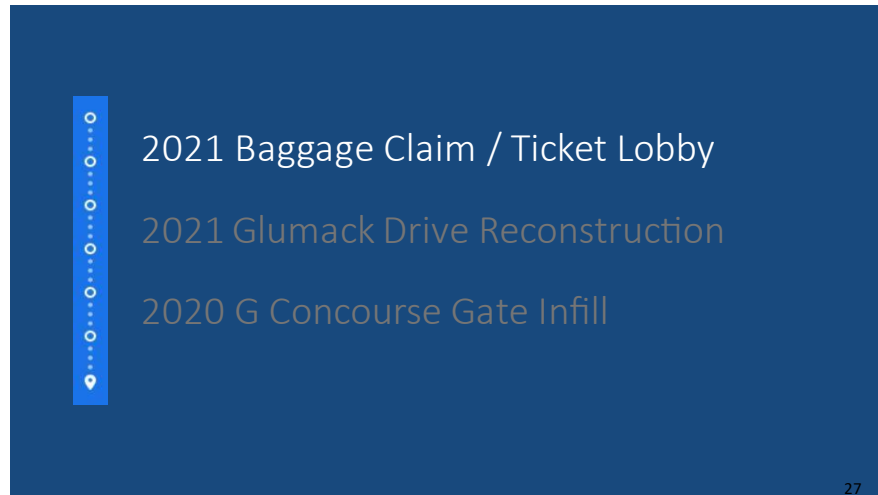 2021 Baggage Claim / Ticket Lobby
2021 Glumack Drive Reconstruction
2020 G Concourse Gate Infill
27